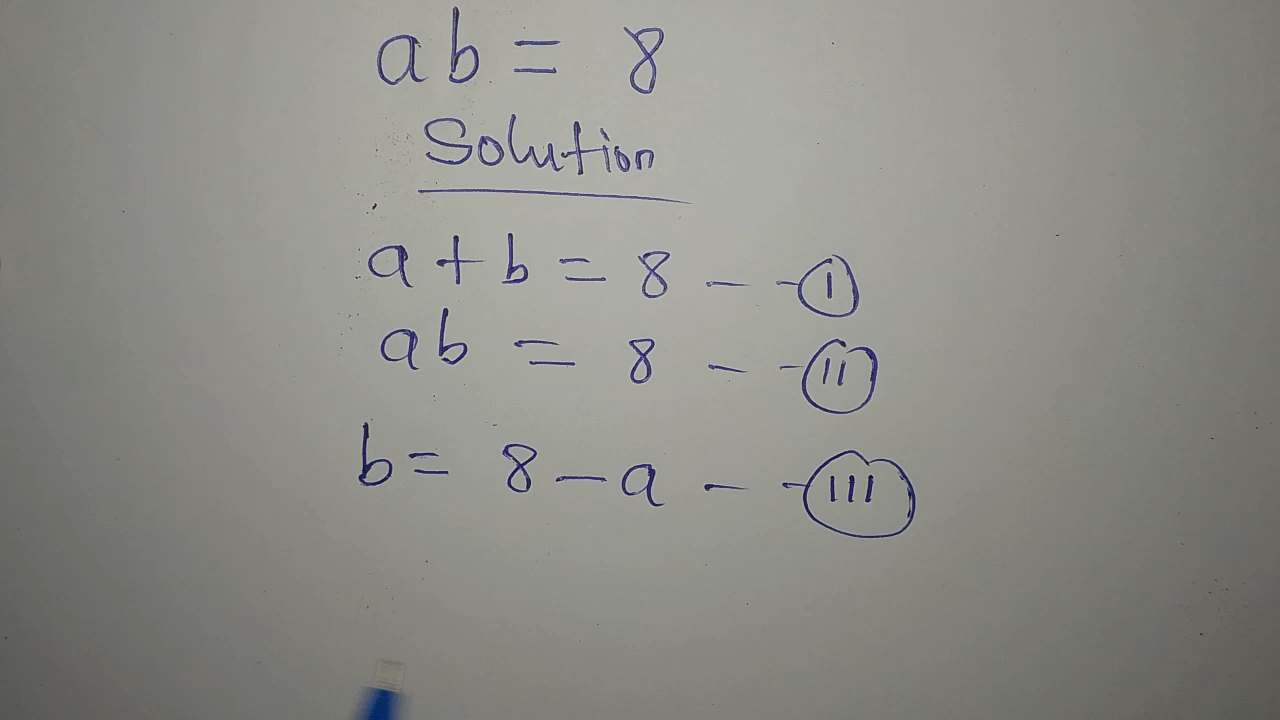 ab = 8
Solution
a + b = 8 - - (I)
ab = 8 - - (II)
b = 8 - a - - (III)